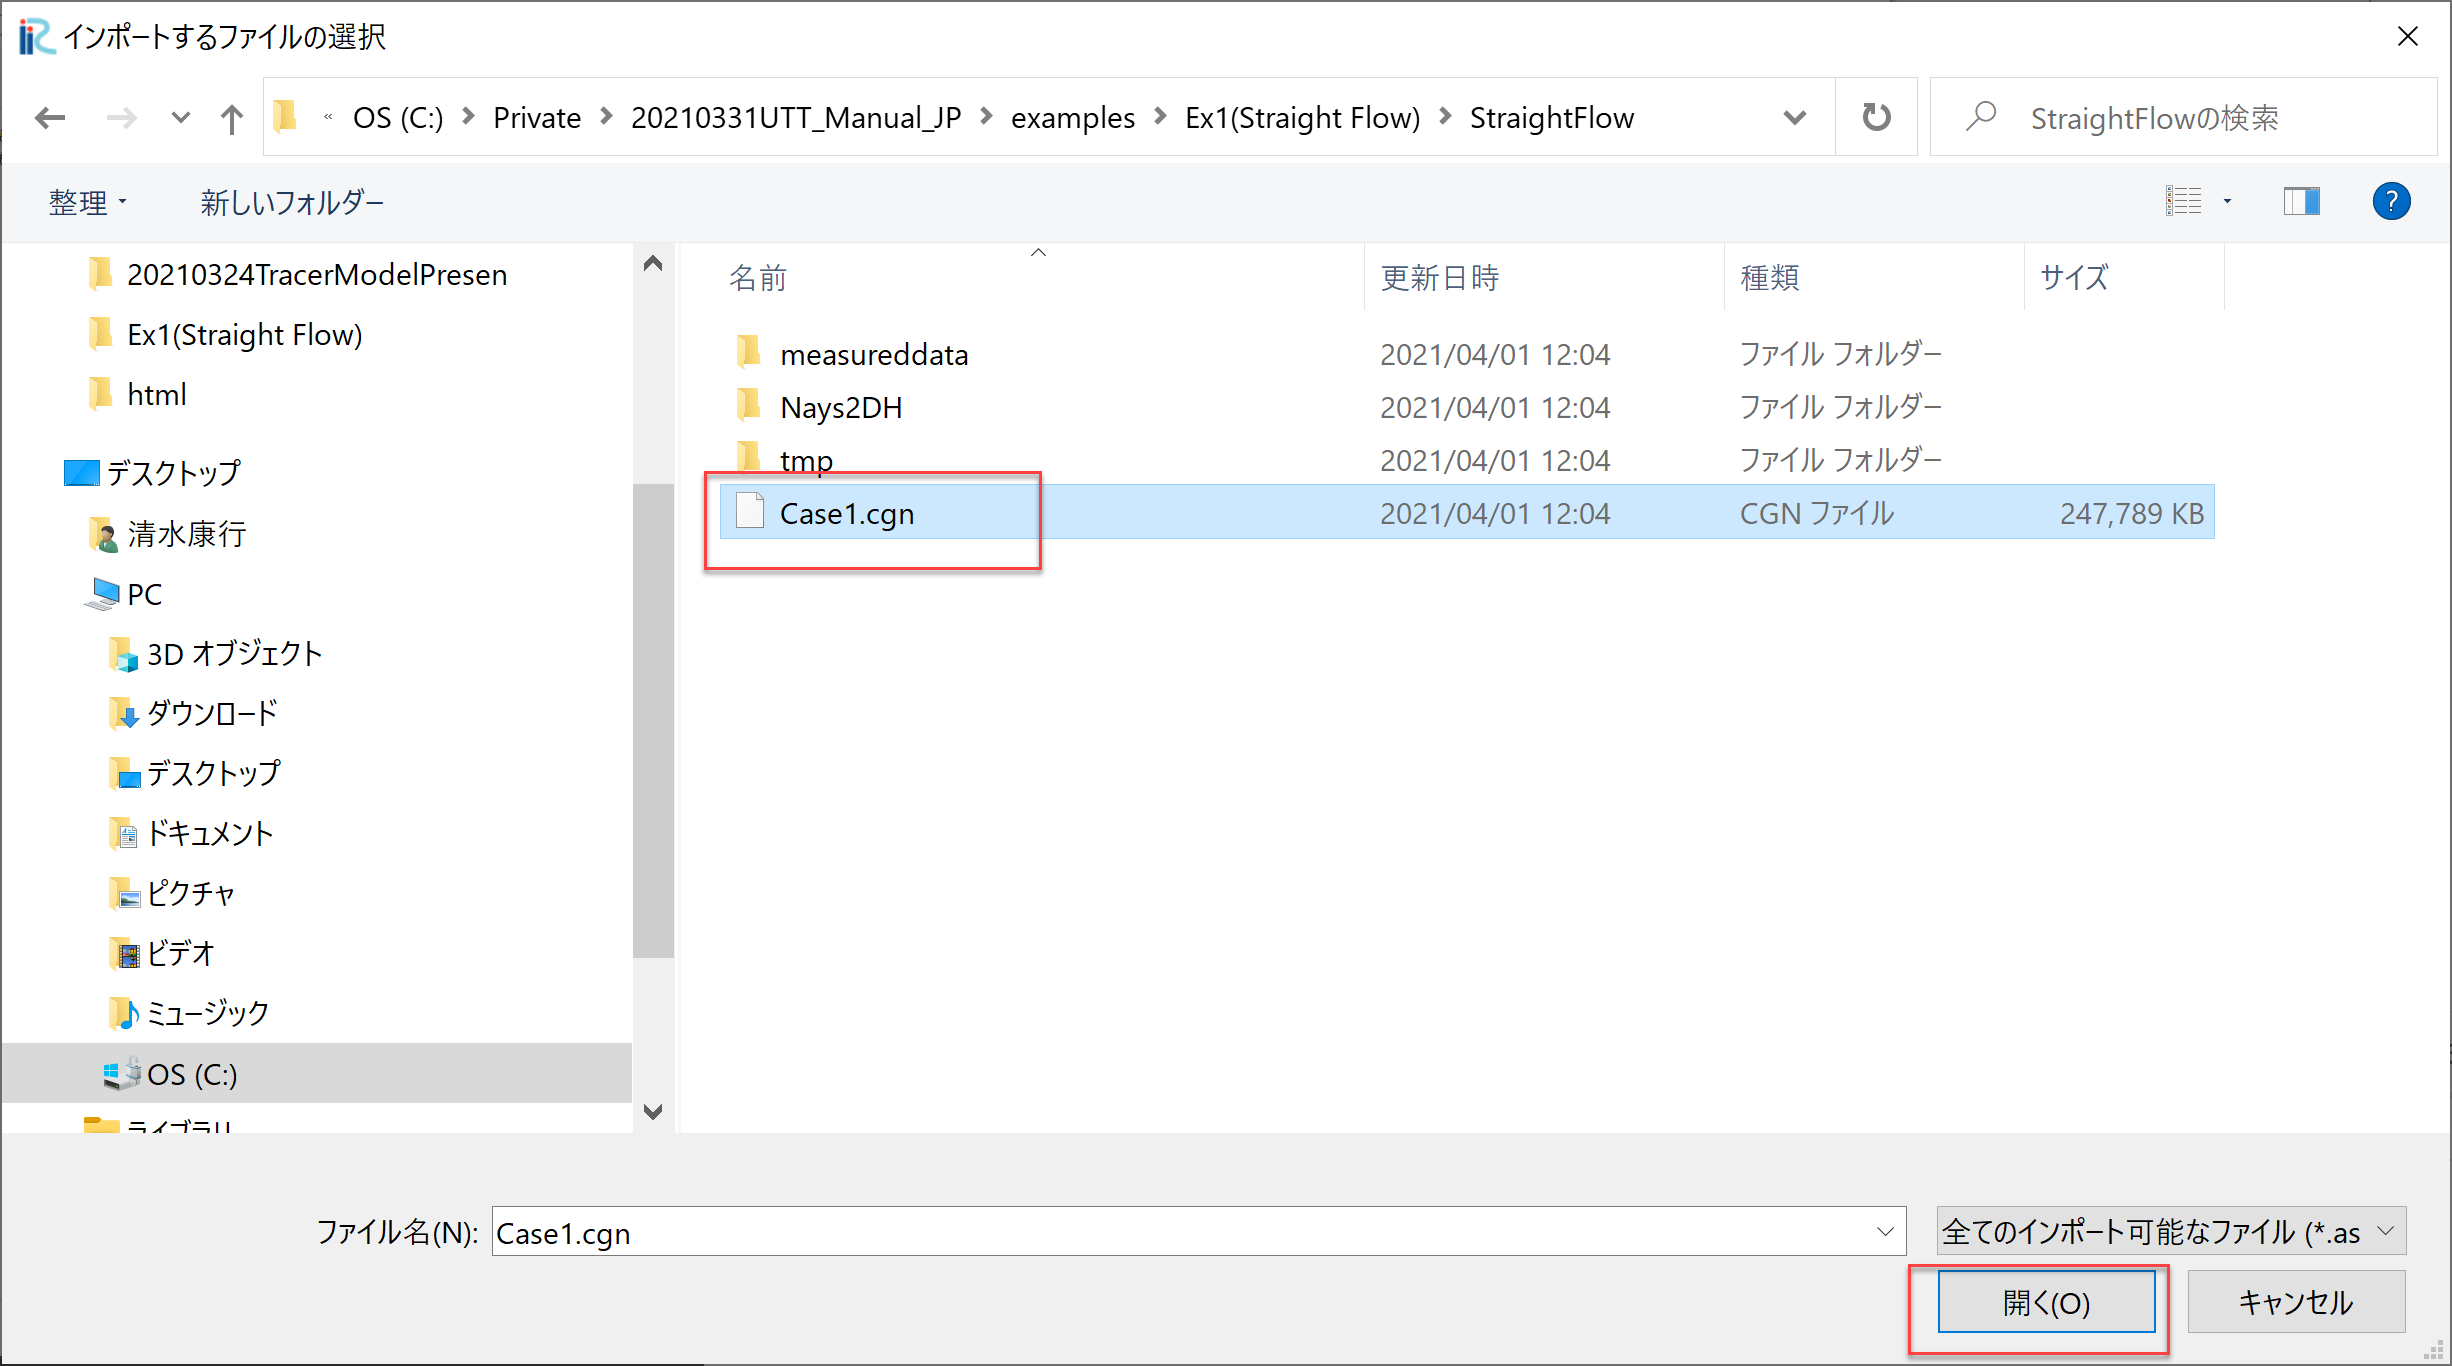 インポートするファイルの選択
« OS (C:) > Private > 20210331UTT_Manual_JP > examples > Ex1(Straight Flow) > StraightFlow
StraightFlowの検索
整理 新しいフォルダー
20210324TracerModelPresen
Ex1(Straight Flow)
html
デスクトップ
清水康行
PC
3D オブジェクト
ダウンロード
デスクトップ
ドキュメント
ピクチャ
ビデオ
ミュージック
OS (C:)
ライブラリ
名前 更新日時 種類 サイズ
measureddata 2021/04/01 12:04 ファイル フォルダー
Nays2DH 2021/04/01 12:04 ファイル フォルダー
tmp 2021/04/01 12:04 ファイル フォルダー
Case1.cgn 2021/04/01 12:04 CGN ファイル 247,789 KB
ファイル名(N): Case1.cgn
全てのインポート可能なファイル (*.as
開く(O) キャンセル